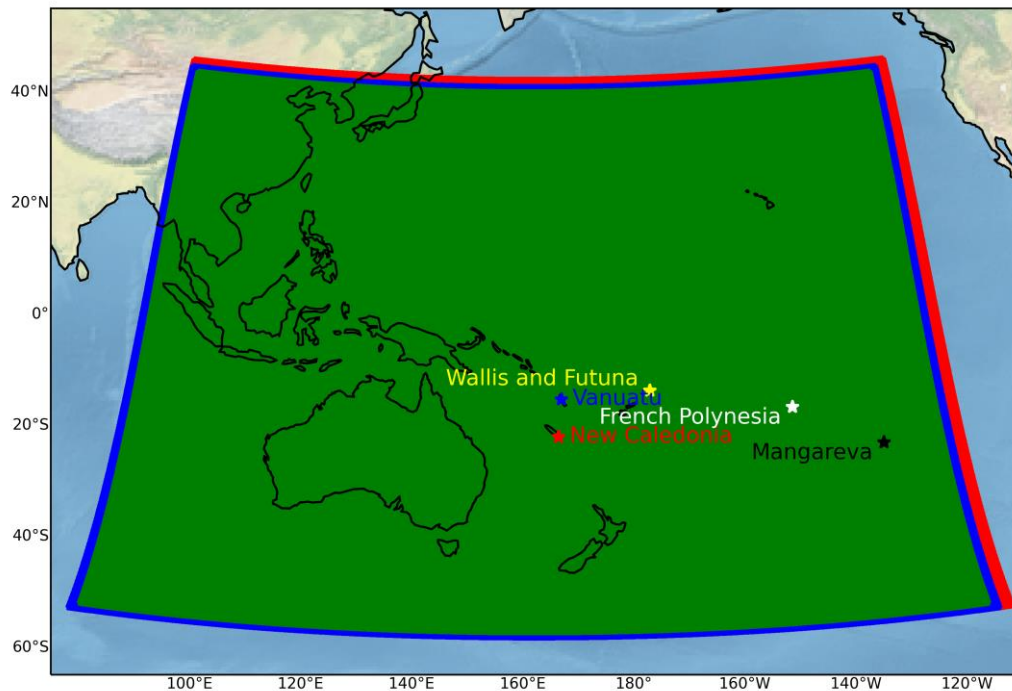 40°N
20°N
0°
20°S
40°S
60°S
Wallis and Futuna
Vanuatu
French Polynesia
New Caledonia
Mangareva
100°E
120°E
140°E
160°E
180°
160°W
140°W
120°W